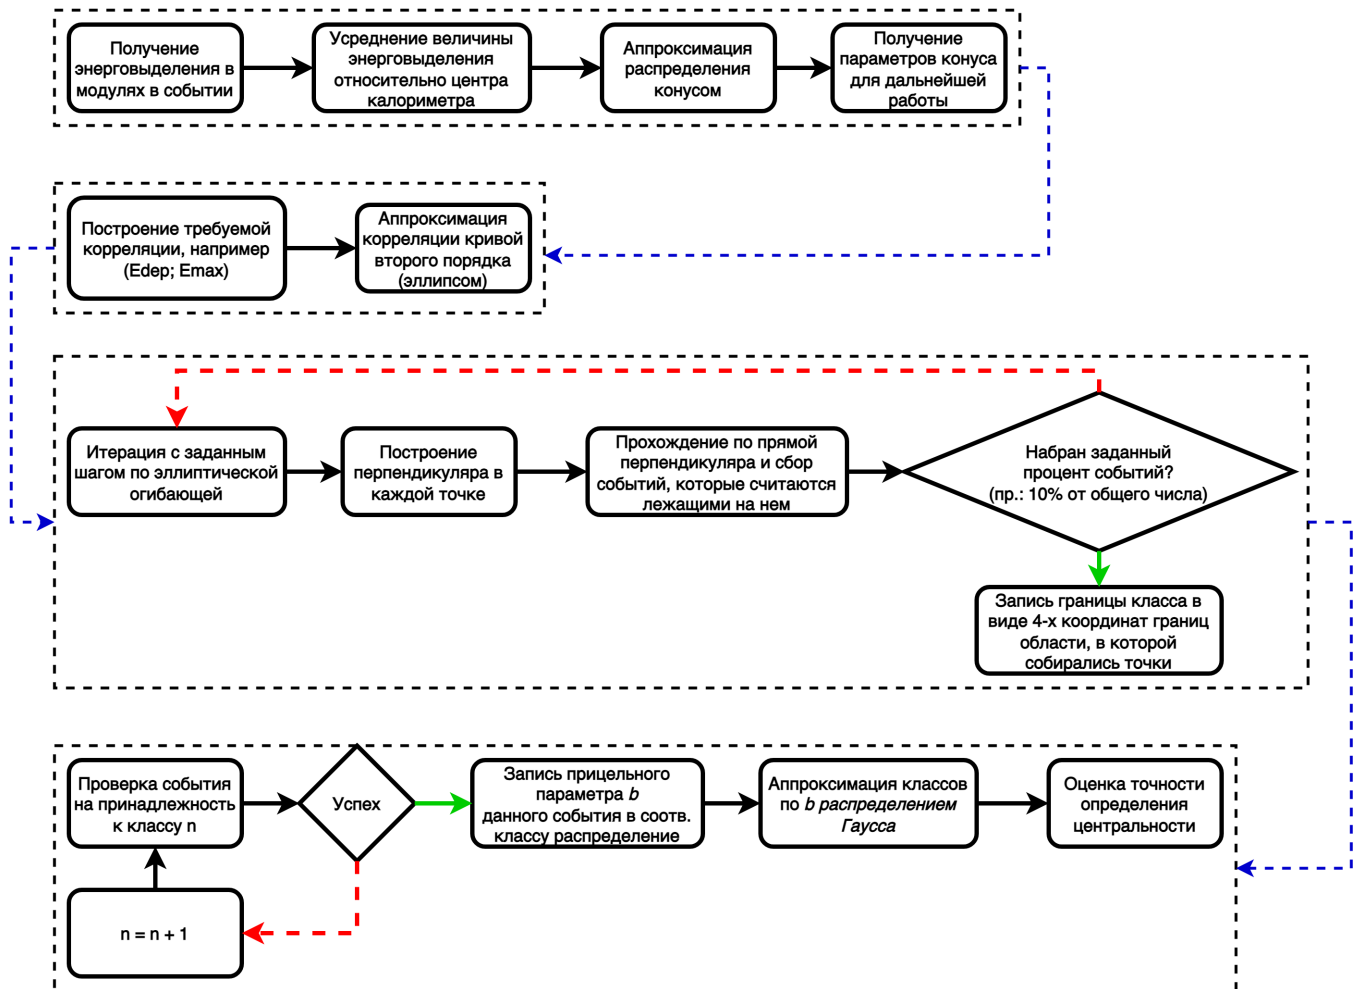 Получение
энерговыделения в
модулях в событии
Усреднение величины
энерговыделения
относительно центра
калориметра
Аппроксимация
распределения
конусом
Получение
параметров конуса
для дальнейшей
работы
Построение требуемой
корреляции, например
(Edep; Emax)
Аппроксимация
корреляции кривой
второго порядка
(эллипсом)
Итерация с заданным
шагом по эллиптической
огибающей
Построение
перпендикуляра в
каждой точке
Прохождение по прямой
перпендикуляра и сбор
событий, которые считаются
лежащими на нем
Набран заданный
процент событий?
(пр.: 10% от общего числа)
Запись границы класса в
виде 4-х координат границ
области, в которой
собирались точки
Проверка события
на принадлежность
к классу n
Успех
Запись прицельного
параметра b
данного события в соотв.
классу распределение
Аппроксимация классов
по b распределением
Гаусса
Оценка точности
определения
центральности
n = n + 1